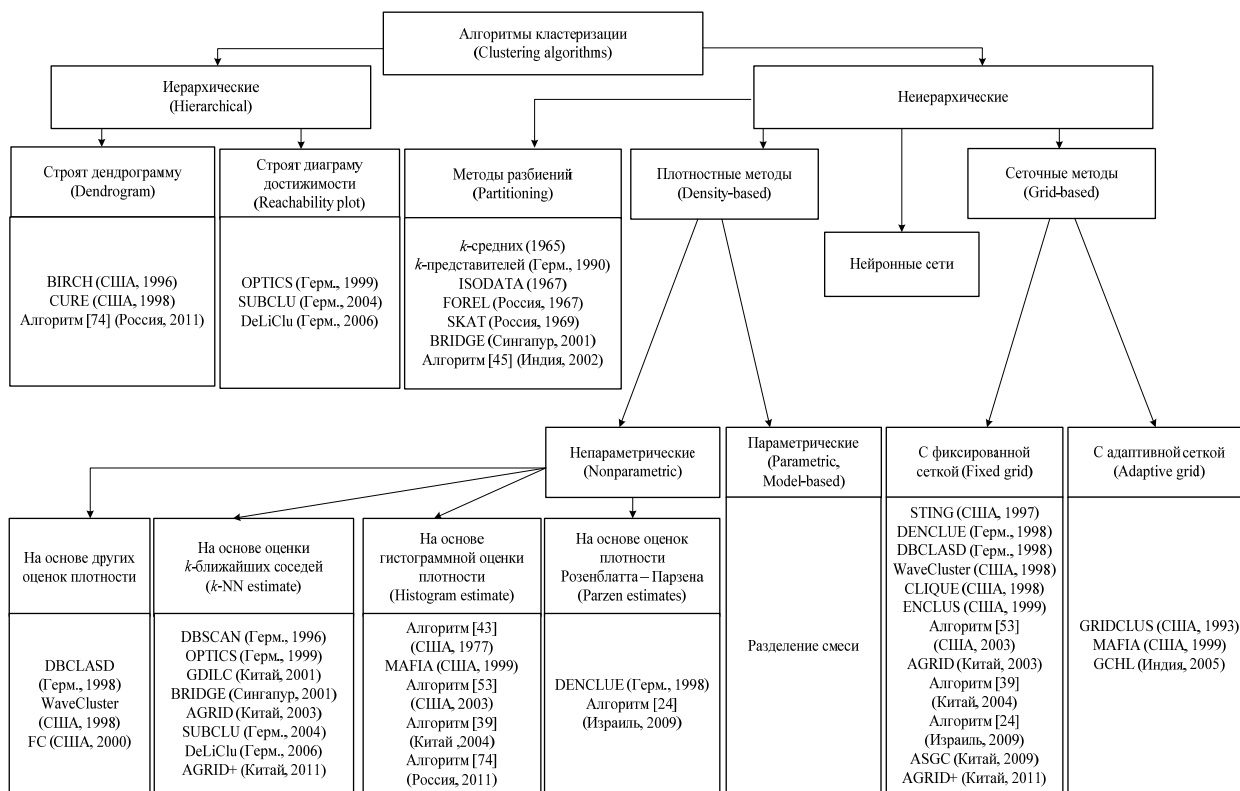 Алгоритмы кластеризации
(Clustering algorithms)
Иерархические
(Hierarchical)
Неиерархические
Строят дендрограмму
(Dendrogram)
Строят диаграму
достижимости
(Reachability plot)
Методы разбиений
(Partitioning)
Плотностные методы
(Density-based)
Сеточные методы
(Grid-based)
BIRCH (США, 1996)
CURE (США, 1998)
Алгоритм [74] (Россия, 2011)
OPTICS (Герм., 1999)
SUBCLU (Герм., 2004)
DeLiClu (Герм., 2006)
k-средних (1965)
k-представителей (Герм., 1990)
ISODATA (1967)
FOREL (Россия, 1967)
SKAT (Россия, 1969)
BRIDGE (Сингапур, 2001)
Алгоритм [45] (Индия, 2002)
Нейронные сети
Непараметрические
(Nonparametric)
Параметрические
(Parametric,
Model-based)
С фиксированной
сеткой (Fixed grid)
С адаптивной сеткой
(Adaptive grid)
На основе других
оценок плотности
На основе оценки
k-ближайших соседей
(k-NN estimate)
На основе
гистограммной оценки
плотности
(Histogram estimate)
На основе оценок
плотности
Розенблатта – Парзена
(Parzen estimates)
DBCLASD
(Герм., 1998)
WaveCluster
(США, 1998)
FC (США, 2000)
DBSCAN (Герм., 1996)
OPTICS (Герм., 1999)
GDILC (Китай, 2001)
BRIDGE (Сингапур, 2001)
AGRID (Китай, 2003)
SUBCLU (Герм., 2004)
DeLiClu (Герм., 2006)
AGRID+ (Китай, 2011)
Алгоритм [43]
(США, 1977)
MAFIA (США, 1999)
Алгоритм [53]
(США, 2003)
Алгоритм [39]
(Китай ,2004)
Алгоритм [74]
(Россия, 2011)
DENCLUE (Герм., 1998)
Алгоритм [24]
(Израиль, 2009)
Разделение смеси
STING (США, 1997)
DENCLUE (Герм., 1998)
DBCLASD (Герм., 1998)
WaveCluster (США, 1998)
CLIQUE (США, 1998)
ENCLUS (США, 1999)
Алгоритм [53]
(США, 2003)
AGRID (Китай, 2003)
Алгоритм [39]
(Китай, 2004)
Алгоритм [24]
(Израиль, 2009)
ASGC (Китай, 2009)
AGRID+ (Китай, 2011)
GRIDCLUS (США, 1993)
MAFIA (США, 1999)
GCHL (Индия, 2005)